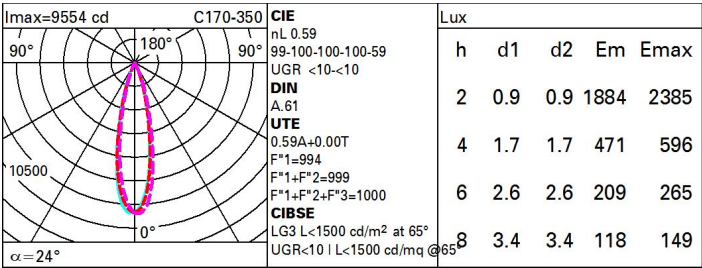 Imax=9554 cd C170-350
90° 180° 90°
10500
0°
α=24°
CIE
nL 0.59
99-100-100-100-59
UGR <10-<10
DIN
A.61
UTE
0.59A+0.00T
F"1=994
F"1+F"2=999
F"1+F"2+F"3=1000
CIBSE
LG3 L<1500 cd/m² at 65°
UGR<10 | L<1500 cd/mq @65°
Lux
h d1 d2 Em Emax
2 0.9 0.9 1884 2385
4 1.7 1.7 471 596
6 2.6 2.6 209 265
8 3.4 3.4 118 149